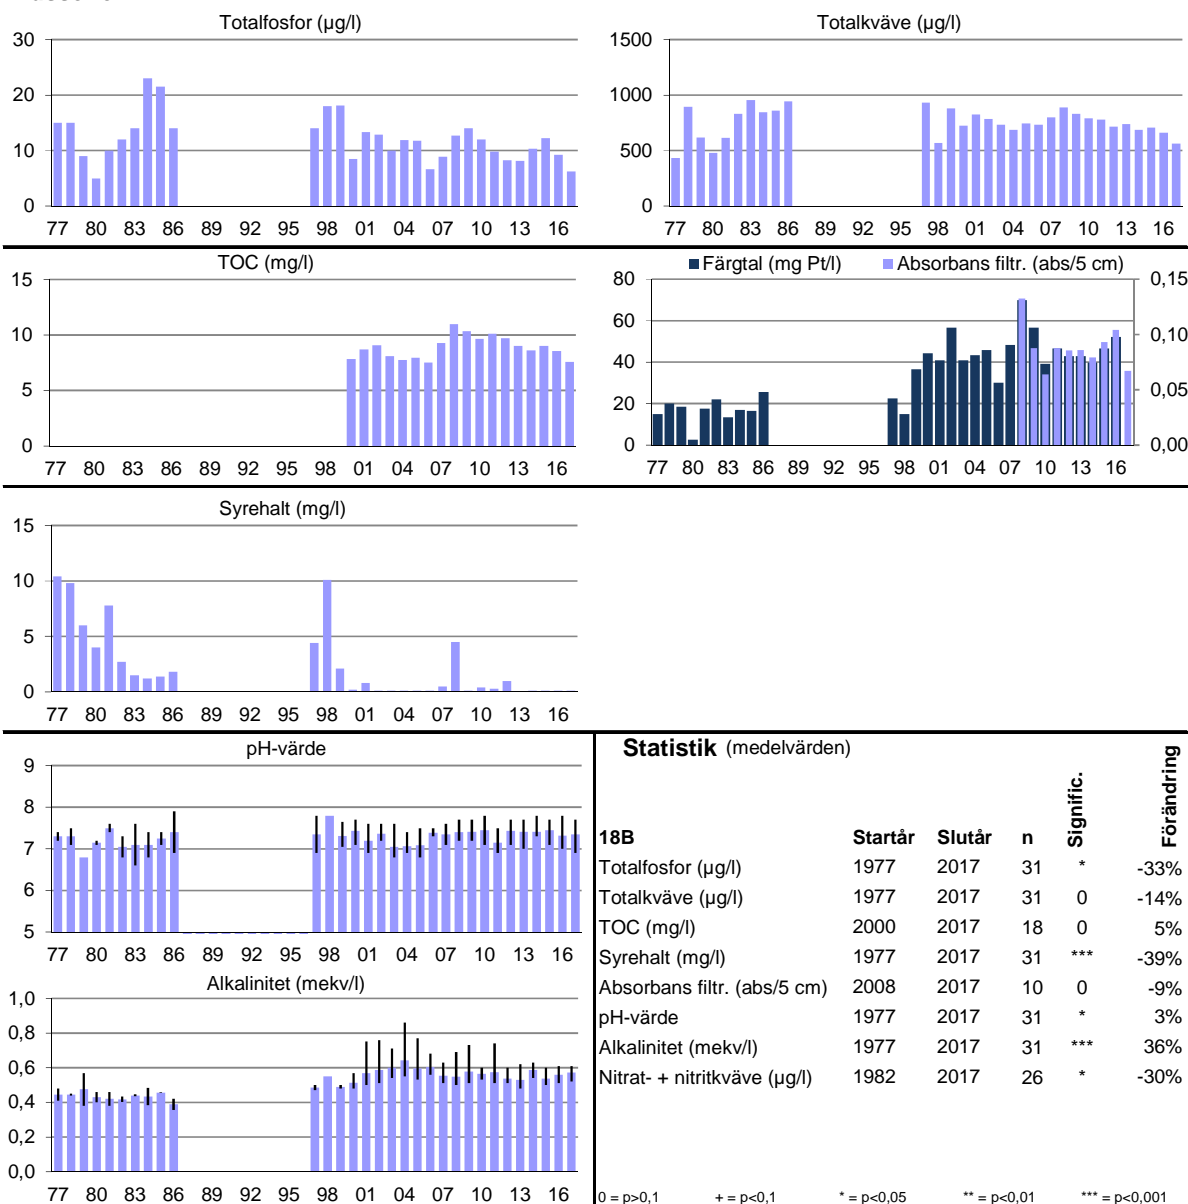 Totalfosfor (µg/l)
30
20
10
0
77 80 83 86 89 92 95 98 01 04 07 10 13 16
Totalkväve (µg/l)
1500
1000
500
0
77 80 83 86 89 92 95 98 01 04 07 10 13 16
TOC (mg/l)
15
10
5
0
77 80 83 86 89 92 95 98 01 04 07 10 13 16
Färgtal (mg Pt/l) Absorbans filtr. (abs/5 cm)
80 0,15
60
0,10
40
0,05
20
0 0,00
77 80 83 86 89 92 95 98 01 04 07 10 13 16
Syrehalt (mg/l)
15
10
5
0
77 80 83 86 89 92 95 98 01 04 07 10 13 16
pH-värde
9
8
7
6
5
77 80 83 86 89 92 95 98 01 04 07 10 13 16
Alkalinitet (mekv/l)
1,0
0,8
0,6
0,4
0,2
0,0
77 80 83 86 89 92 95 98 01 04 07 10 13 16
Statistik (medelvärden)
18B Startår Slutår n Signific. Förändring
Totalfosfor (µg/l) 1977 2017 31 * -33%
Totalkväve (µg/l) 1977 2017 31 0 -14%
TOC (mg/l) 2000 2017 18 0 5%
Syrehalt (mg/l) 1977 2017 31 *** -39%
Absorbans filtr. (abs/5 cm) 2008 2017 10 0 -9%
pH-värde 1977 2017 31 * 3%
Alkalinitet (mekv/l) 1977 2017 31 *** 36%
Nitrat- + nitritkväve (µg/l) 1982 2017 26 * -30%
0 = p>0,1 + = p<0,1 * = p<0,05 ** = p<0,01 *** = p<0,001